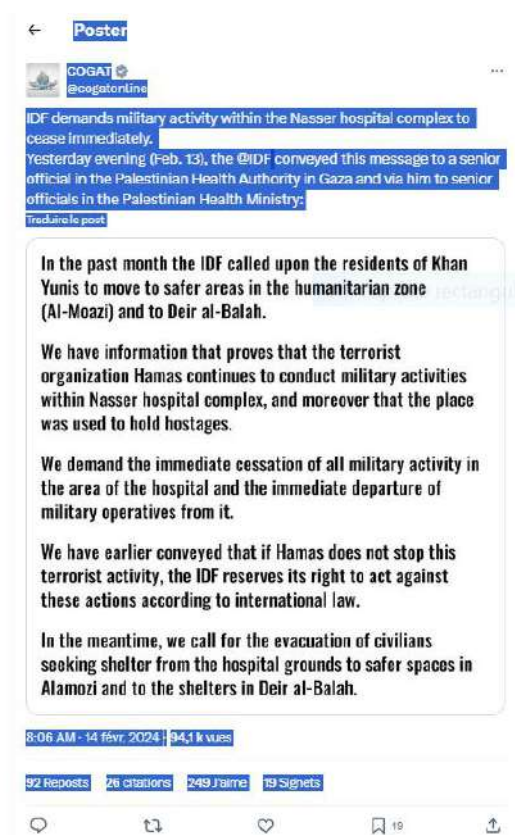 Poster
COGAT
@cogatonline
IDF demands military activity within the Nasser hospital complex to
cease immediately.
Yesterday evening (Feb. 13), the @IDF conveyed this message to a senior
official in the Palestinian Health Authority in Gaza and via him to senior
officials in the Palestinian Health Ministry:
Traduire le post
In the past month the IDF called upon the residents of Khan
Yunis to move to safer areas in the humanitarian zone
(Al-Moazi) and to Deir al-Balah.
We have information that proves that the terrorist
organization Hamas continues to conduct military activities
within Nasser hospital complex, and moreover that the place
was used to hold hostages.
We demand the immediate cessation of all military activity in
the area of the hospital and the immediate departure of
military operatives from it.
We have earlier conveyed that if Hamas does not stop this
terrorist activity, the IDF reserves its right to act against
these actions according to international law.
In the meantime, we call for the evacuation of civilians
seeking shelter from the hospital grounds to safer spaces in
Alamozi and to the shelters in Deir al-Balah.
8:06 AM · 14 févr. 2024 · 94,1 k vues
92 Reposts 26 citations 249 J'aime 19 Signets
19